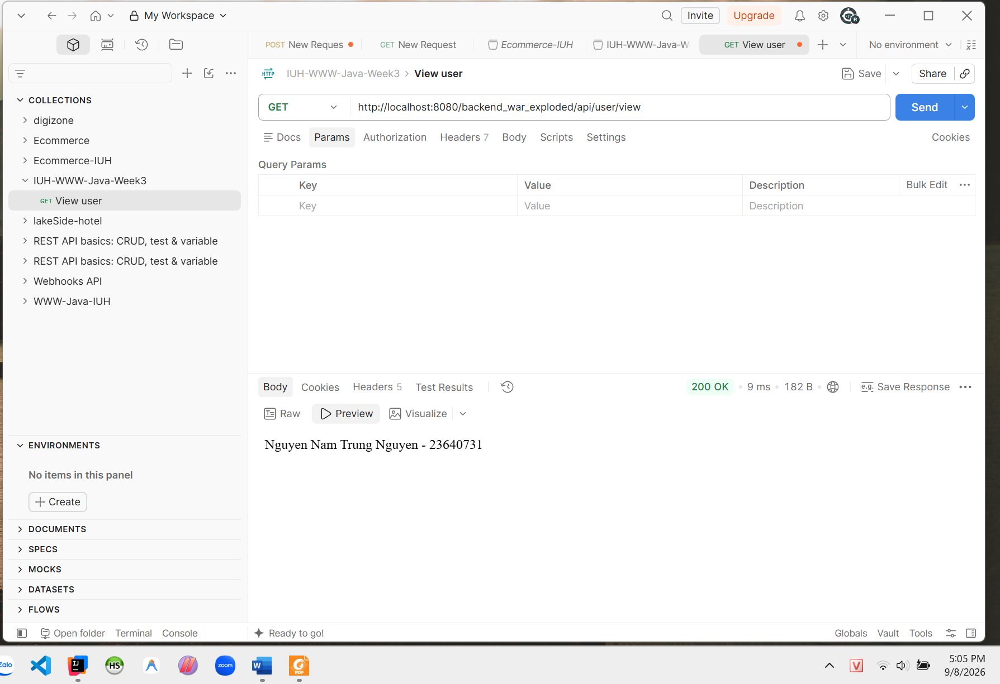 My Workspace
Invite
Upgrade
POST New Reques
GET New Request
Ecommerce-IUH
IUH-WWW-Java-W
GET View user
No environment
HTTP
IUH-WWW-Java-Week3 > View user
Save
Share
COLLECTIONS
digizone
Ecommerce
Ecommerce-IUH
IUH-WWW-Java-Week3
GET View user
lakeSide-hotel
REST API basics: CRUD, test & variable
REST API basics: CRUD, test & variable
Webhooks API
WWW-Java-IUH
GET
http://localhost:8080/backend_war_exploded/api/user/view
Send
Docs
Params
Authorization
Headers 7
Body
Scripts
Settings
Cookies
Query Params
Key
Value
Description
Bulk Edit
Key
Value
Description
Body
Cookies
Headers 5
Test Results
200 OK
9 ms
182 B
e.g.
Save Response
Raw
Preview
Visualize
Nguyen Nam Trung Nguyen - 23640731
ENVIRONMENTS
No items in this panel
Create
DOCUMENTS
SPECS
MOCKS
DATASETS
FLOWS
Open folder
Terminal
Console
Ready to go!
Globals
Vault
Tools
Zalo
IJ
HS
zoom
W
PDF
V
5:05 PM
9/8/2026